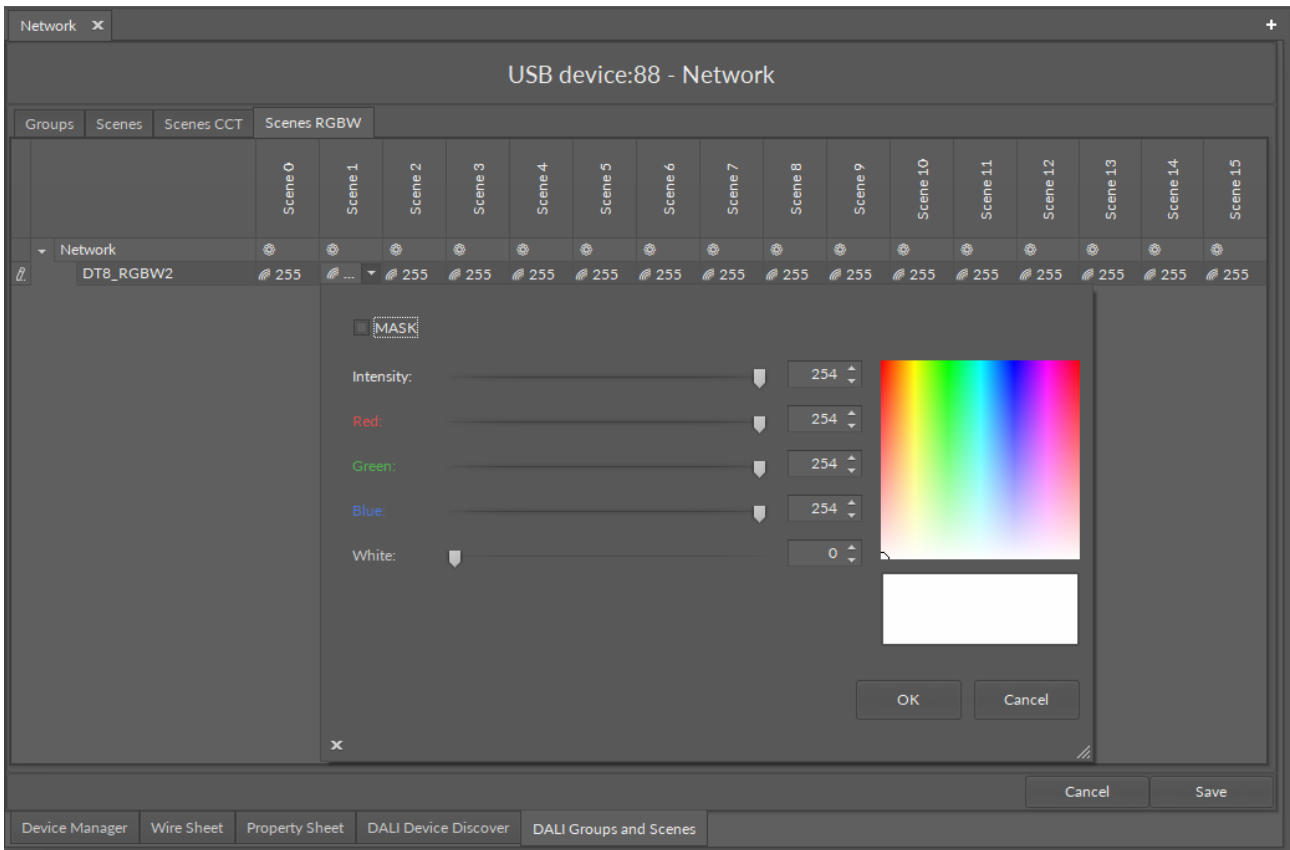 Network
USB device:88 - Network
Groups Scenes Scenes CCT Scenes RGBW
Scene 0 Scene 1 Scene 2 Scene 3 Scene 4 Scene 5 Scene 6 Scene 7 Scene 8 Scene 9 Scene 10 Scene 11 Scene 12 Scene 13 Scene 14 Scene 15
Network
DT8_RGBW2 255 ... 255 255 255 255 255 255 255 255 255 255 255 255 255 255
MASK
Intensity: 254
Red: 254
Green: 254
Blue: 254
White: 0
OK Cancel
Cancel Save
Device Manager Wire Sheet Property Sheet DALI Device Discover DALI Groups and Scenes